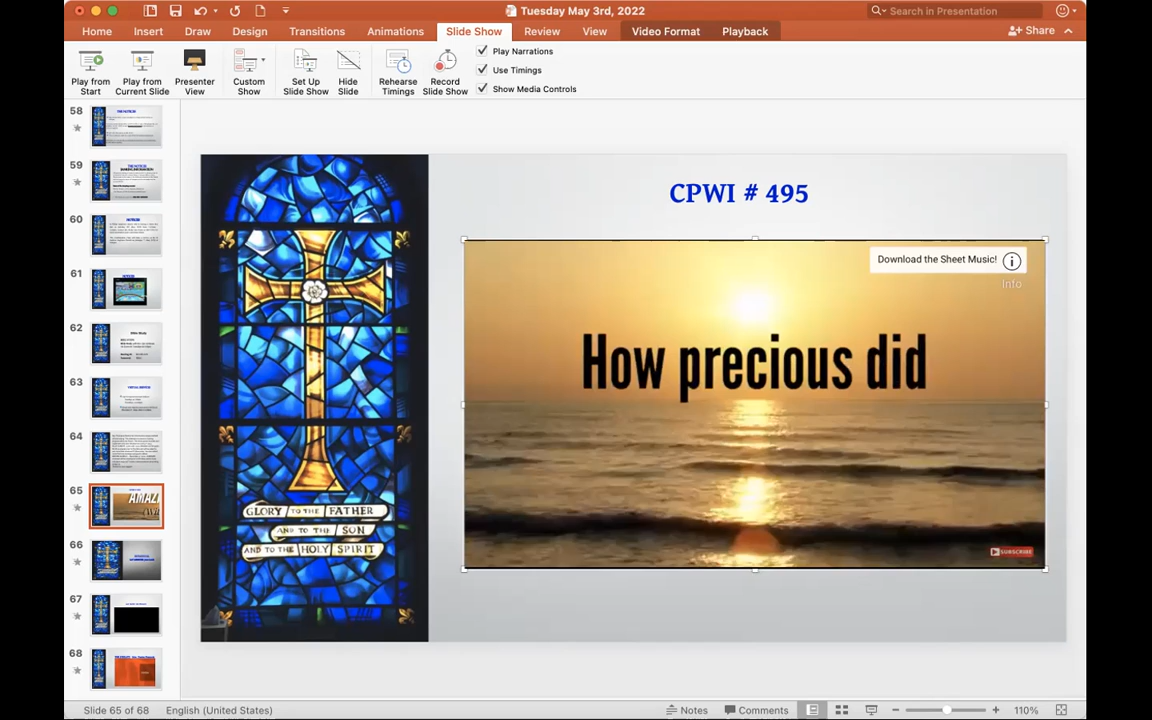 Tuesday May 3rd, 2022
Search in Presentation
Home Insert Draw Design Transitions Animations Slide Show Review View Video Format Playback Share
Play from Start
Play from Current Slide
Presenter View
Custom Show
Set Up Slide Show
Hide Slide
Rehearse Timings
Record Slide Show
Play Narrations
Use Timings
Show Media Controls
58
59
60
61
62
63
64
65
66
67
68
CPWI # 495
Download the Sheet Music!
Info
How precious did
SUBSCRIBE
GLORY TO THE FATHER
AND TO THE SON
AND TO THE HOLY SPIRIT
Slide 65 of 68 English (United States) Notes Comments 110%